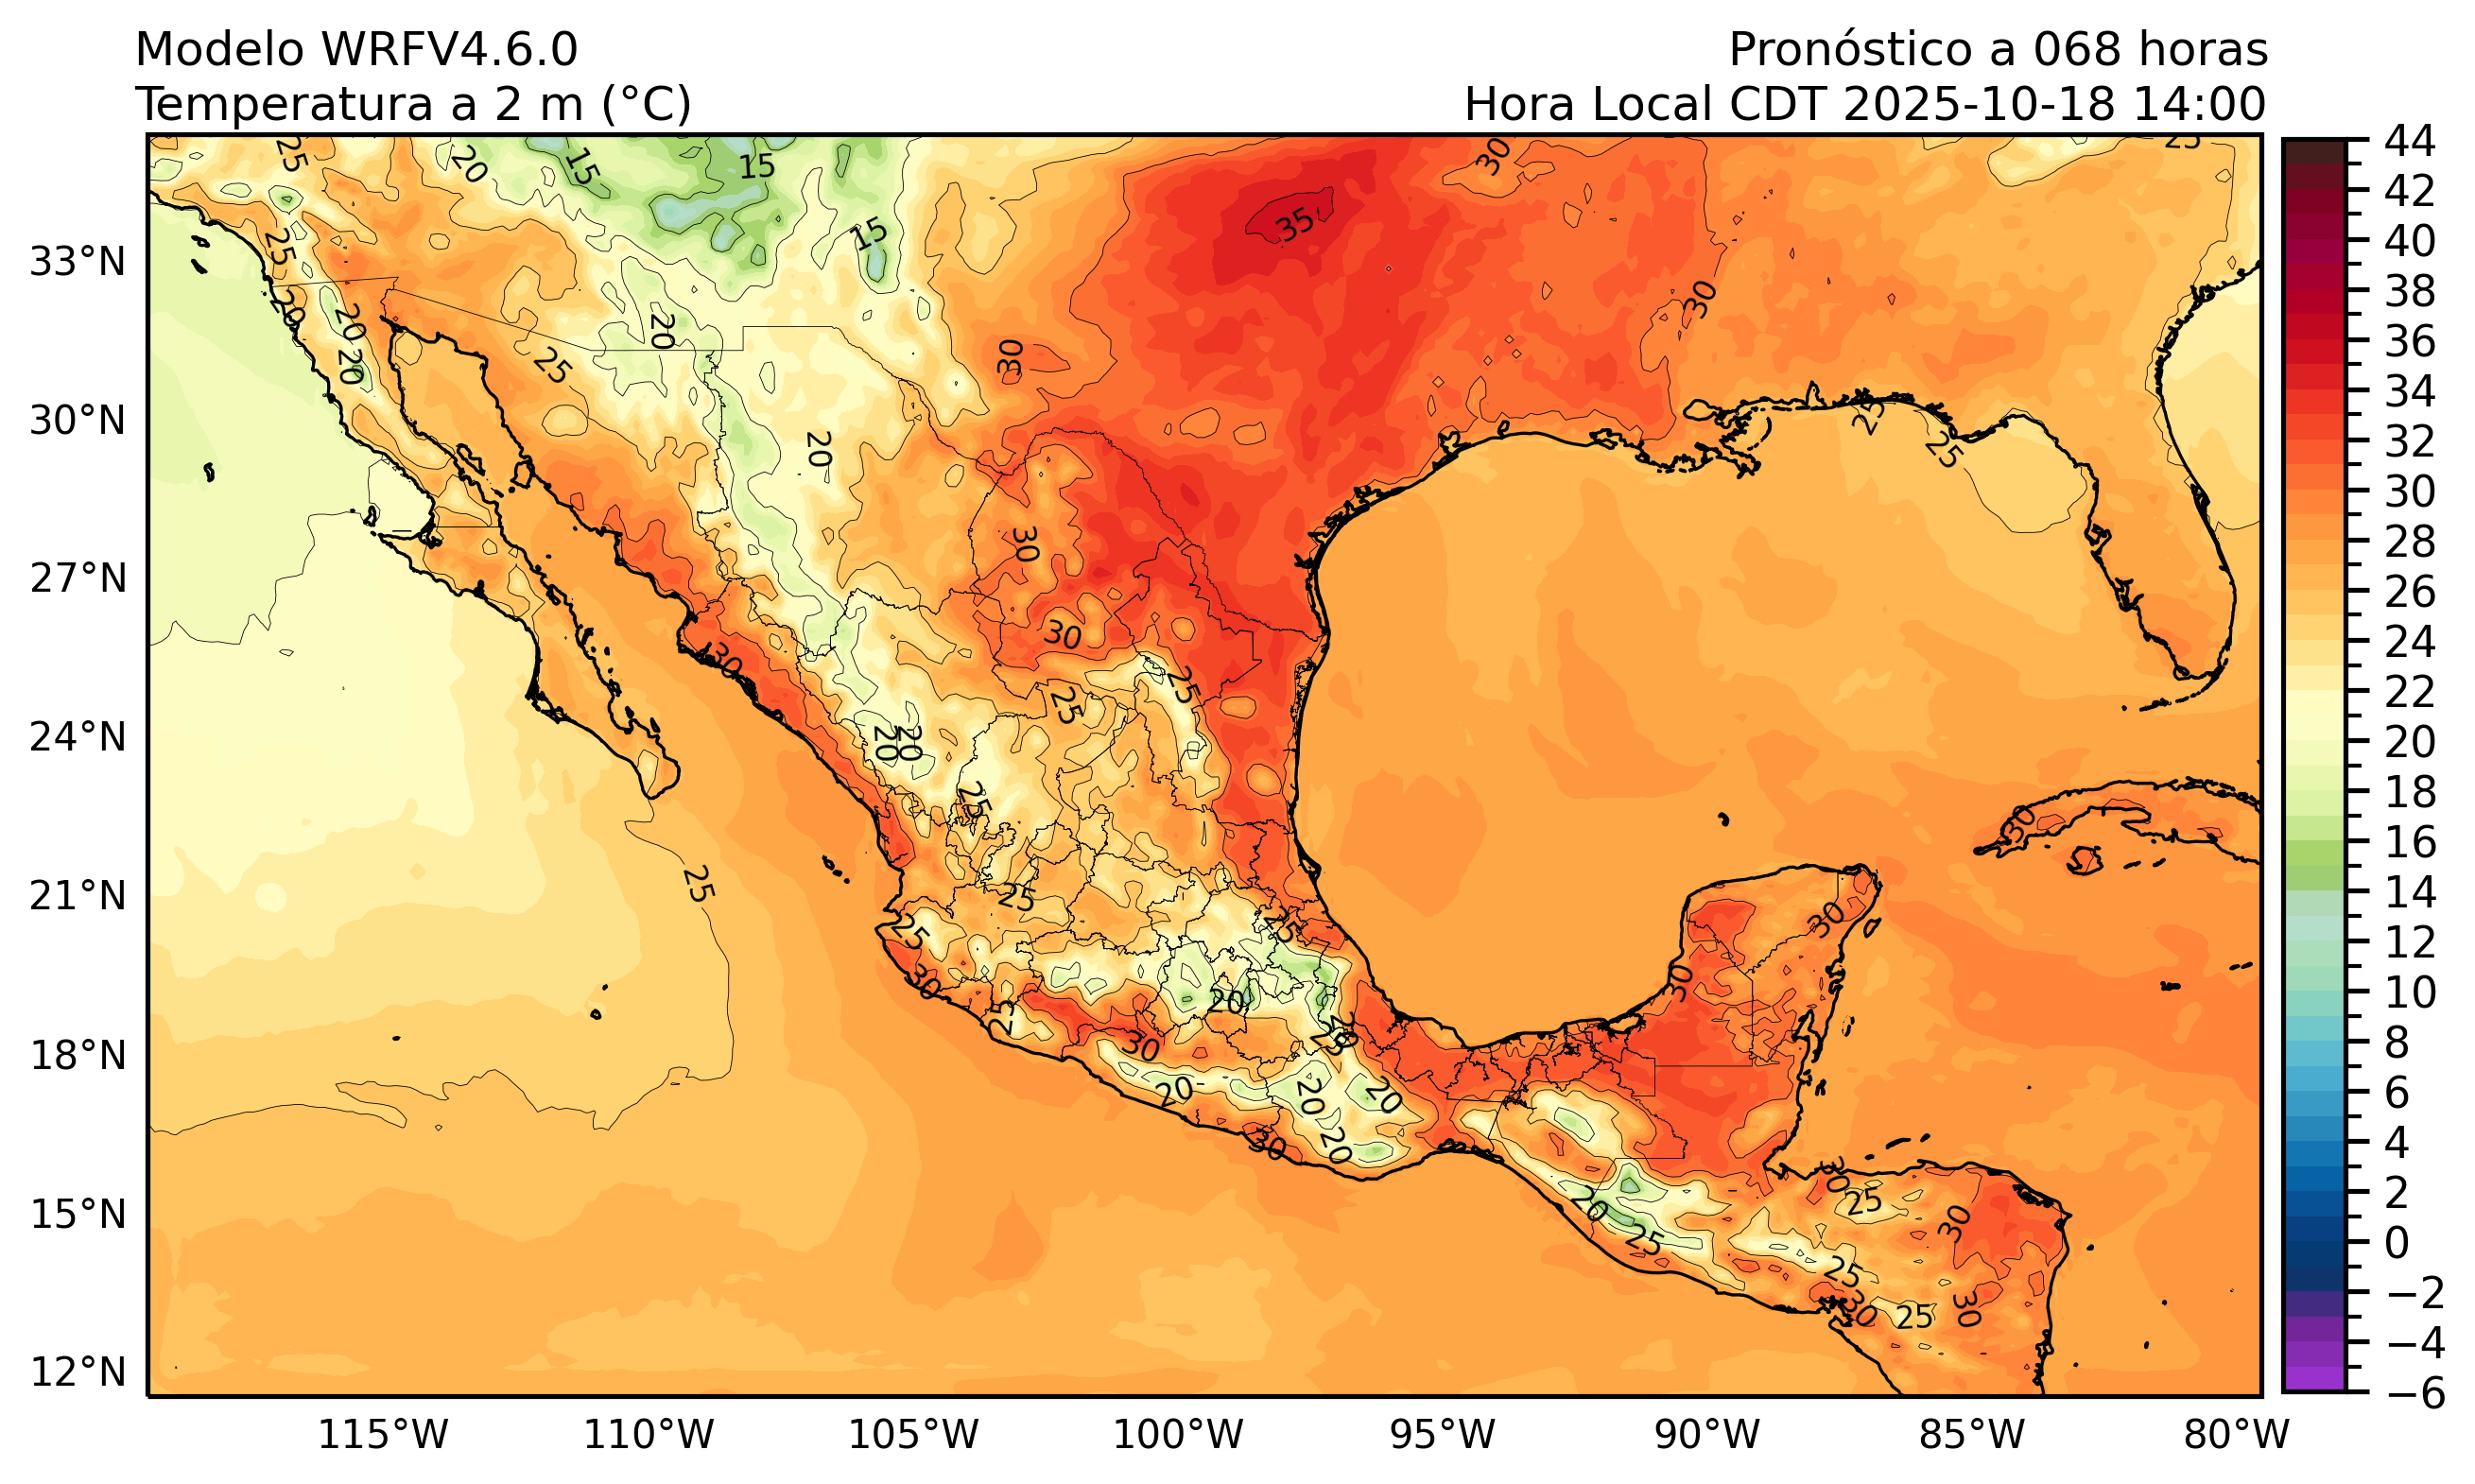 Modelo WRFV4.6.0
Pronóstico a 068 horas
Temperatura a 2 m (°C)
Hora Local CDT 2025-10-18 14:00
25 20 15 15 30 25
35
15
33°N
25
20 20 20 30
20 25 30
30°N
20 25 25
30
27°N
30
30 25
25
24°N
20 20
25
30
21°N
25 25 25 30
25
30 30
20
18°N
25 30 25 20
20 20 20
20 30
30 25
15°N
20 25 30
25
30 25 30
12°N
115°W 110°W 105°W 100°W 95°W 90°W 85°W 80°W
44
42
40
38
36
34
32
30
28
26
24
22
20
18
16
14
12
10
8
6
4
2
0
−2
−4
−6